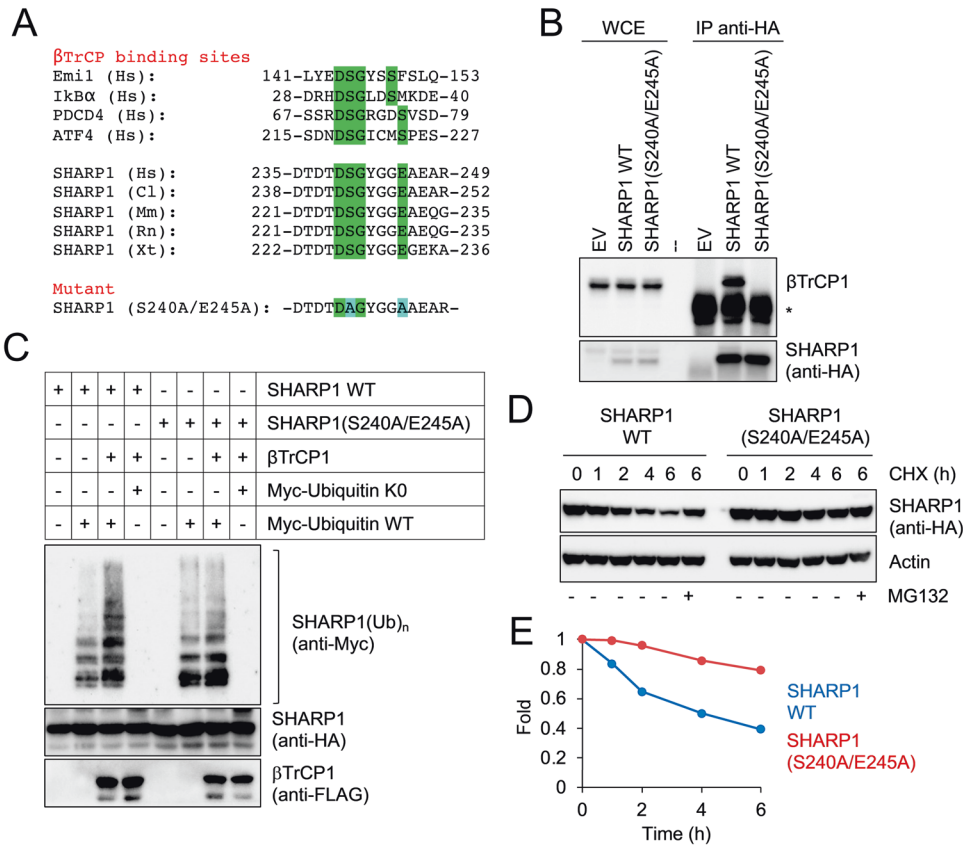 A
βTrCP binding sites
Emi1 (Hs): 141-LYEDSGYSSFSLQ-153
IkBα (Hs): 28-DRHDSGLDSMKDE-40
PDCD4 (Hs): 67-SSRDSGRGDSVSD-79
ATF4 (Hs): 215-SDNDSGICMSPES-227
SHARP1 (Hs): 235-DTDTDSGYGGEAEAR-249
SHARP1 (Cl): 238-DTDTDSGYGGEAEAR-252
SHARP1 (Mm): 221-DTDTDSGYGGEAEQG-235
SHARP1 (Rn): 221-DTDTDSGYGGEAEQG-235
SHARP1 (Xt): 222-DTDTDSGYGGEGEKA-236
Mutant
SHARP1 (S240A/E245A): -DTDTDAGYGGAAEAR-
B
WCE IP anti-HA
EV SHARP1 WT SHARP1(S240A/E245A) -- EV SHARP1 WT SHARP1(S240A/E245A)
βTrCP1
*
SHARP1
(anti-HA)
C
+ + + + - - - - SHARP1 WT
- - - - + + + + SHARP1(S240A/E245A)
- - + + - - + + βTrCP1
- - - + - - - + Myc-Ubiquitin K0
- + + - - + + - Myc-Ubiquitin WT
SHARP1(Ub)n
(anti-Myc)
SHARP1
(anti-HA)
βTrCP1
(anti-FLAG)
D
SHARP1
WT
SHARP1
(S240A/E245A)
0 1 2 4 6 6 0 1 2 4 6 6 CHX (h)
SHARP1
(anti-HA)
Actin
- - - - - + - - - - - + MG132
E
1
0.8
0.6
0.4
0.2
0
Fold
0 2 4 6
Time (h)
SHARP1
WT
SHARP1
(S240A/E245A)